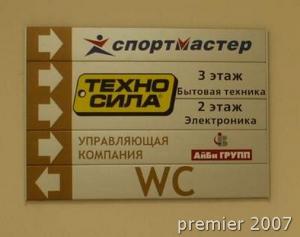 СПОРТМАСТЕР
ТЕХНО
СИЛА
3 этаж
Бытовая техника
2 этаж
Электроника
УПРАВЛЯЮЩАЯ
КОМПАНИЯ
АйБи ГРУПП
WC
premier 2007